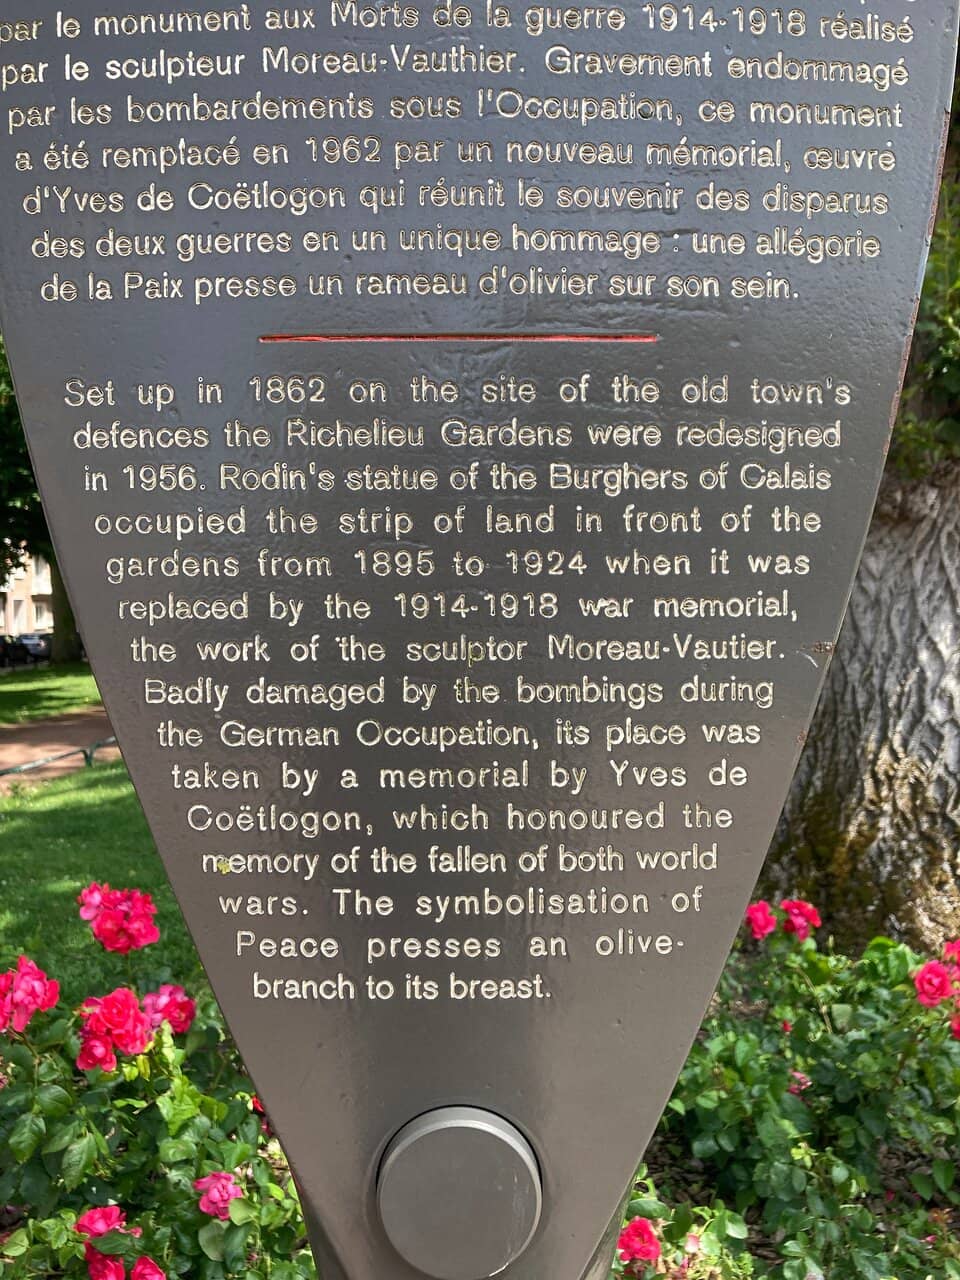 par le monument aux Morts de la guerre 1914-1918 réalisé
par le sculpteur Moreau-Vauthier. Gravement endommagé
par les bombardements sous l'Occupation, ce monument
a été remplacé en 1962 par un nouveau mémorial, œuvre
d'Yves de Coëtlogon qui réunit le souvenir des disparus
des deux guerres en un unique hommage : une allégorie
de la Paix presse un rameau d'olivier sur son sein.
Set up in 1862 on the site of the old town's
defences the Richelieu Gardens were redesigned
in 1956. Rodin's statue of the Burghers of Calais
occupied the strip of land in front of the
gardens from 1895 to 1924 when it was
replaced by the 1914-1918 war memorial,
the work of the sculptor Moreau-Vautier.
Badly damaged by the bombings during
the German Occupation, its place was
taken by a memorial by Yves de
Coëtlogon, which honoured the
memory of the fallen of both world
wars. The symbolisation of
Peace presses an olive-
branch to its breast.